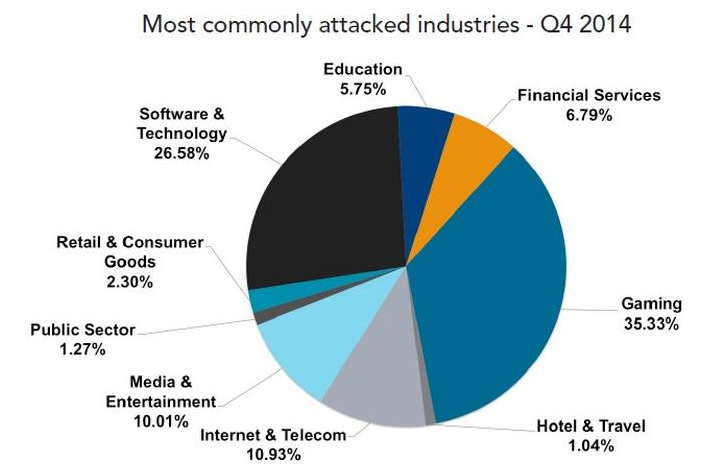 Most commonly attacked industries - Q4 2014
Education
5.75%
Financial Services
6.79%
Software &
Technology
26.58%
Retail & Consumer
Goods
2.30%
Gaming
35.33%
Public Sector
1.27%
Media &
Entertainment
10.01%
Internet & Telecom
10.93%
Hotel & Travel
1.04%